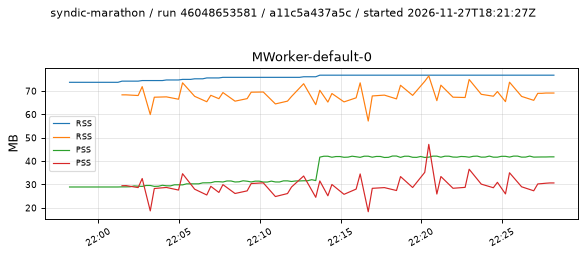 syndic-marathon / run 46048653581 / a11c5a437a5c / started 2026-11-27T18:21:27Z
MWorker-default-0
MB
70
60
50
40
30
20
RSS
RSS
PSS
PSS
22:00
22:05
22:10
22:15
22:20
22:25